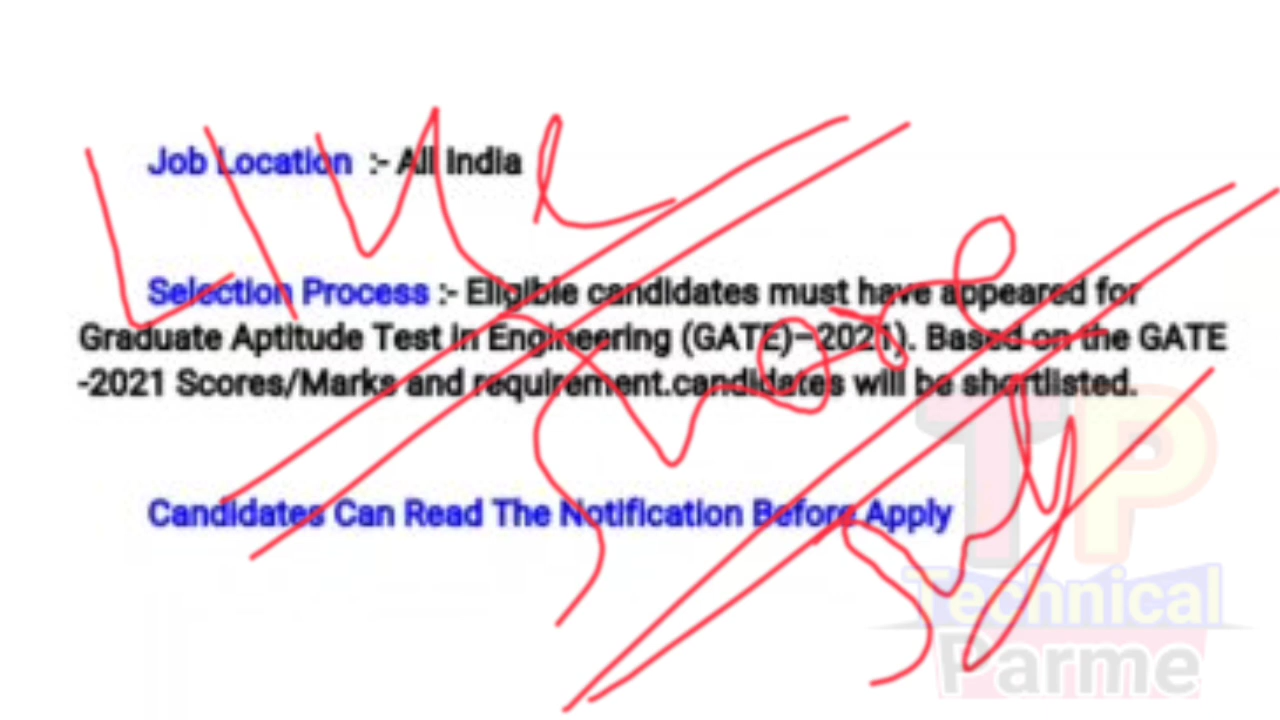 Job Location :- All India
Selection Process :- Eligible candidates must have appeared for
Graduate Aptitude Test in Engineering (GATE)–2021). Based on the GATE
-2021 Scores/Marks and requirement.candidates will be shortlisted.
Candidates Can Read The Notification Before Apply
TP
Technical
Parme